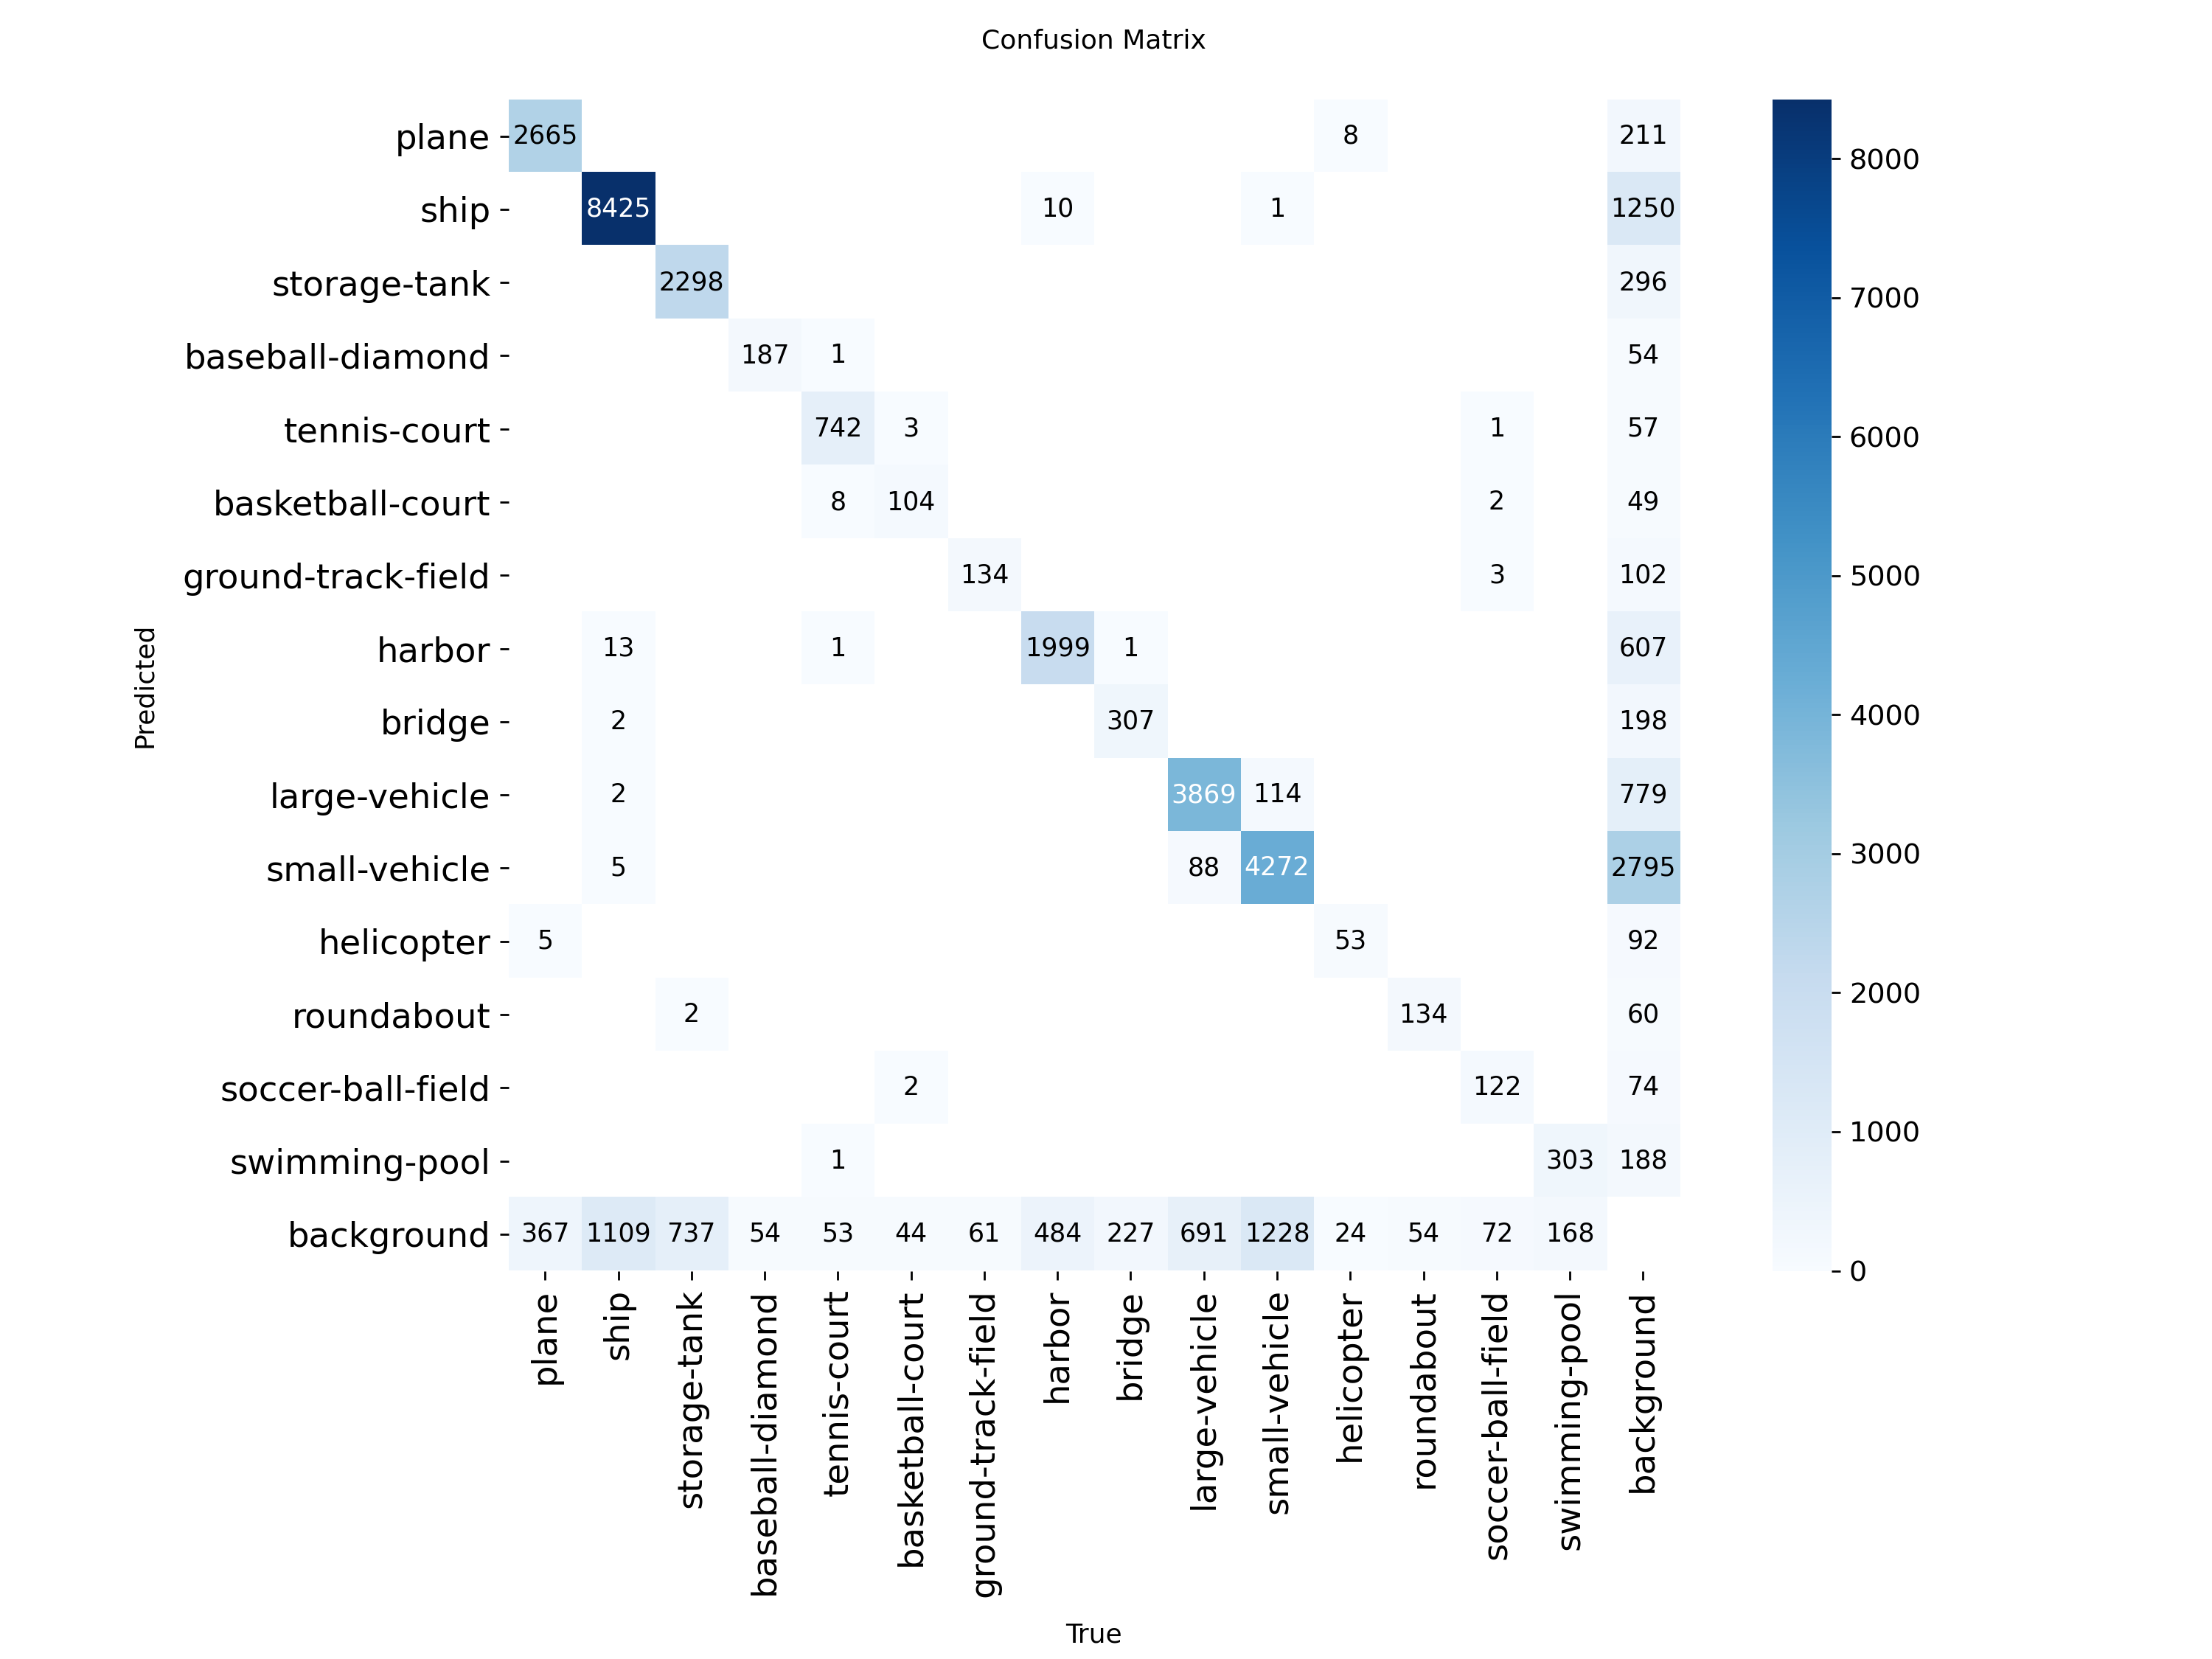 Confusion Matrix
plane 2665 8 211
ship 8425 10 1 1250
storage-tank 2298 296
baseball-diamond 187 1 54
tennis-court 742 3 1 57
basketball-court 8 104 2 49
ground-track-field 134 3 102
harbor 13 1 1999 1 607
bridge 2 307 198
large-vehicle 2 3869 114 779
small-vehicle 5 88 4272 2795
helicopter 5 53 92
roundabout 2 134 60
soccer-ball-field 2 122 74
swimming-pool 1 303 188
background 367 1109 737 54 53 44 61 484 227 691 1228 24 54 72 168
Predicted
plane
ship
storage-tank
baseball-diamond
tennis-court
basketball-court
ground-track-field
harbor
bridge
large-vehicle
small-vehicle
helicopter
roundabout
soccer-ball-field
swimming-pool
background
True
8000
7000
6000
5000
4000
3000
2000
1000
0